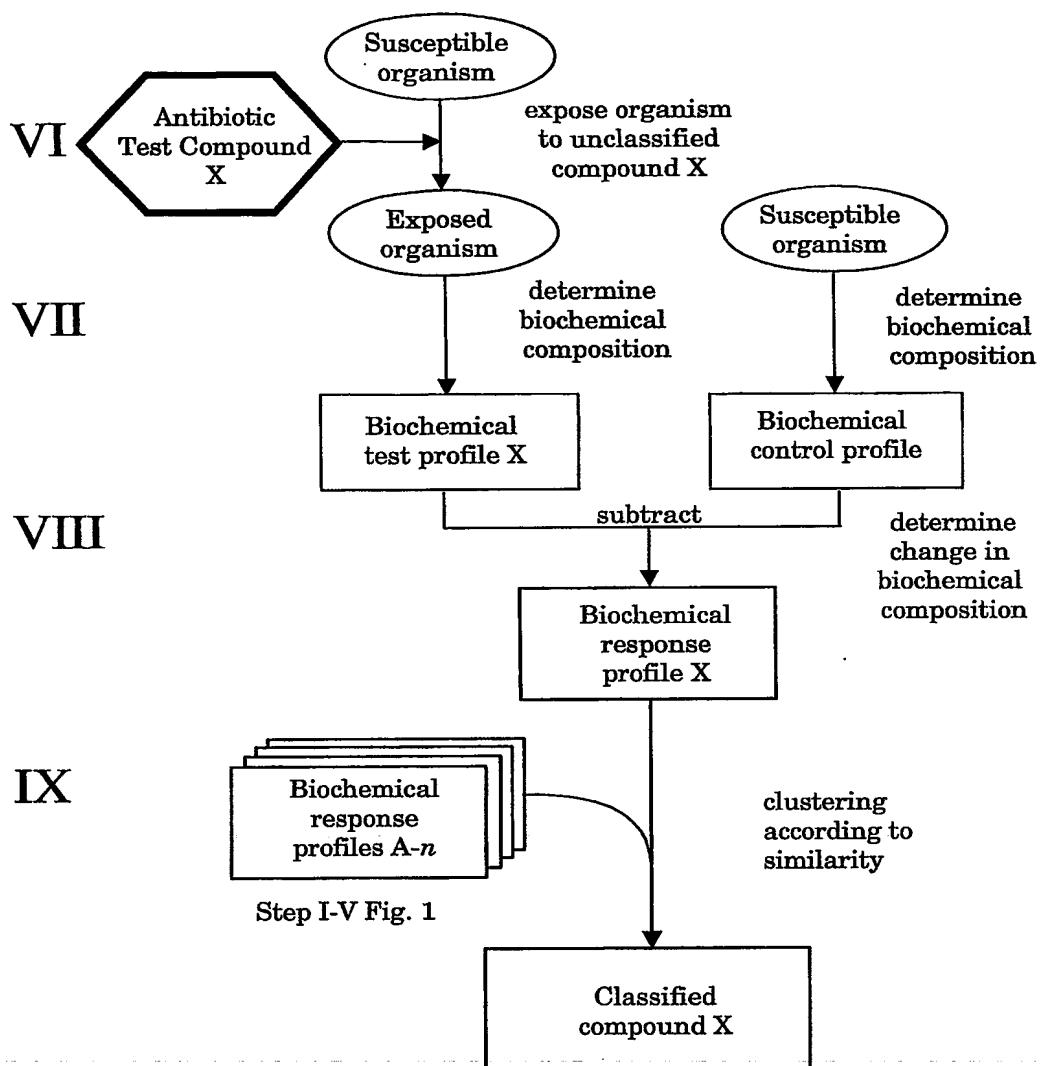 Susceptible
organism
VI
Antibiotic
Test Compound
X
expose organism
to unclassified
compound X
Exposed
organism
Susceptible
organism
VII
determine
biochemical
composition
determine
biochemical
composition
Biochemical
test profile X
Biochemical
control profile
VIII
subtract
determine
change in
biochemical
composition
Biochemical
response
profile X
IX
Biochemical
response
profiles A-n
clustering
according to
similarity
Step I-V Fig. 1
Classified
compound X